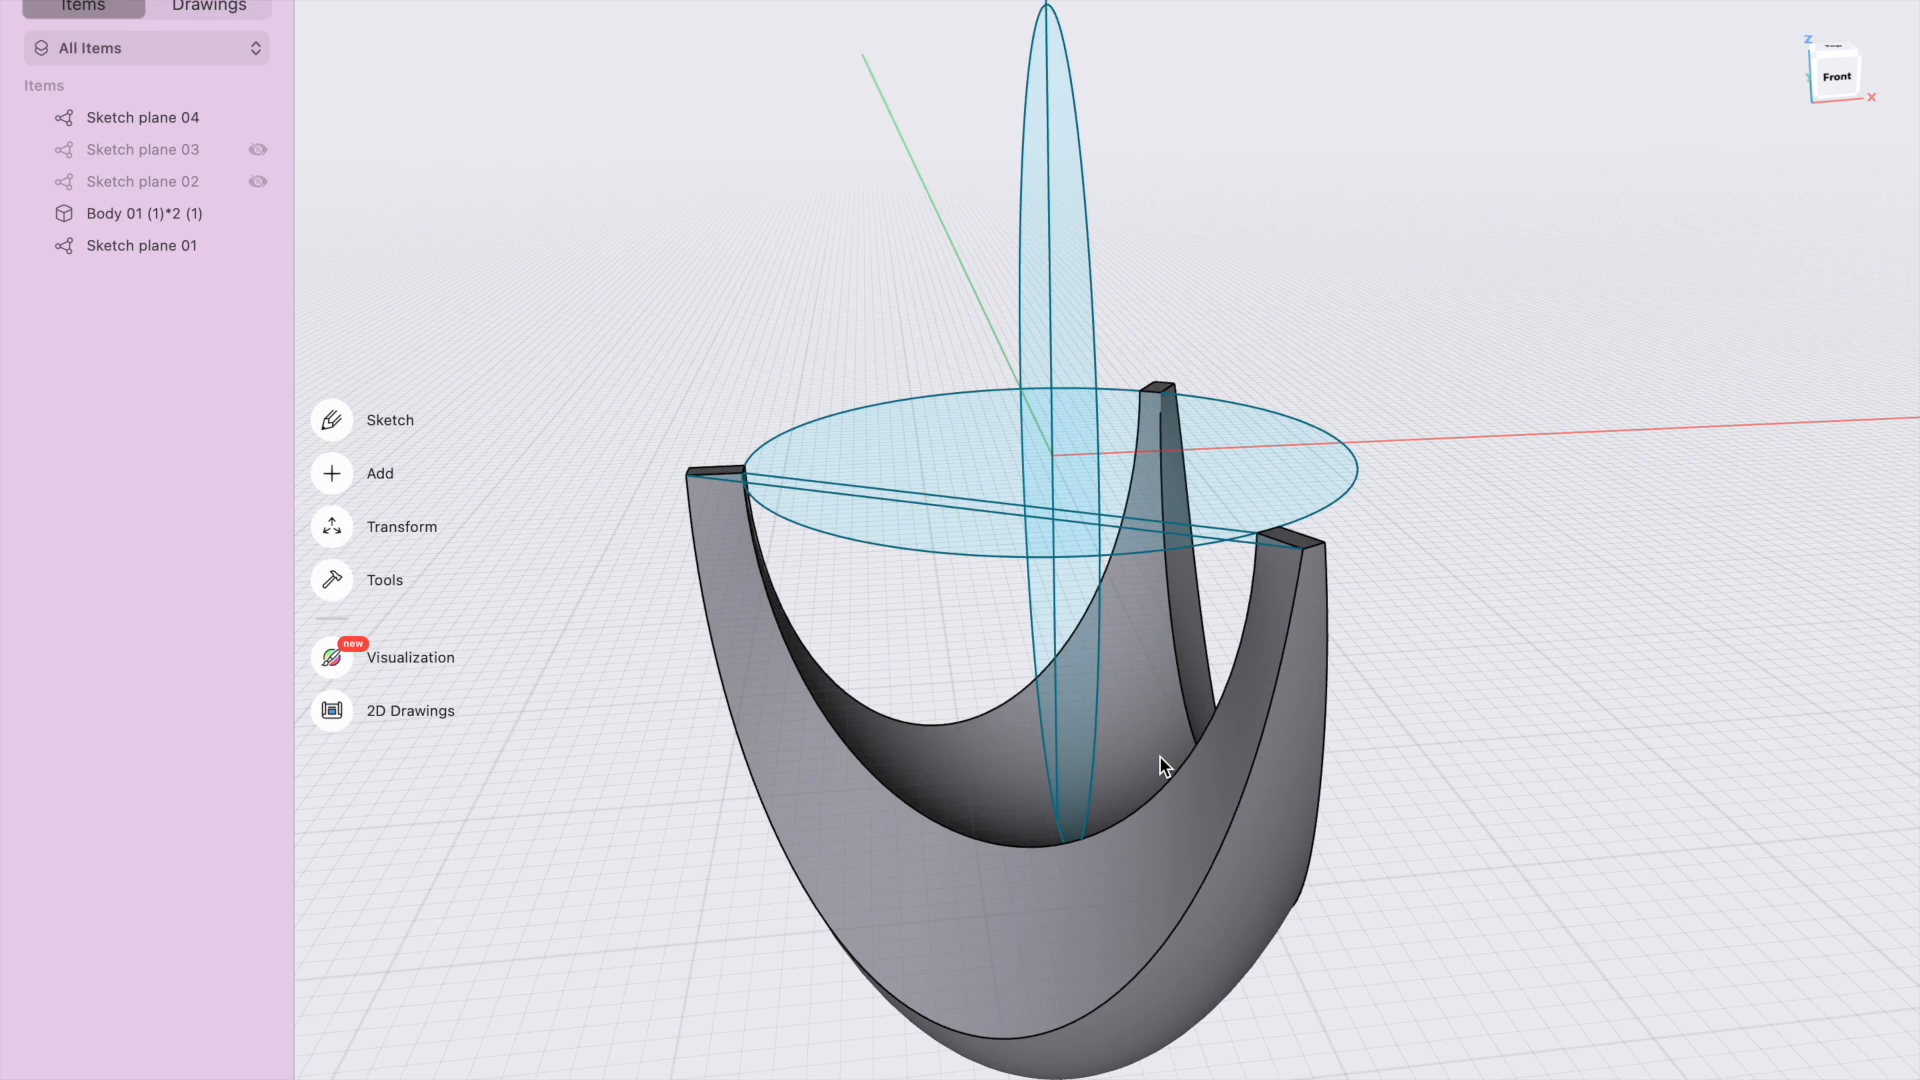 Items
Drawings
All Items
Items
Sketch plane 04
Sketch plane 03
Sketch plane 02
Body 01 (1)*2 (1)
Sketch plane 01
Sketch
Add
Transform
Tools
new
Visualization
2D Drawings
Z
Front
X